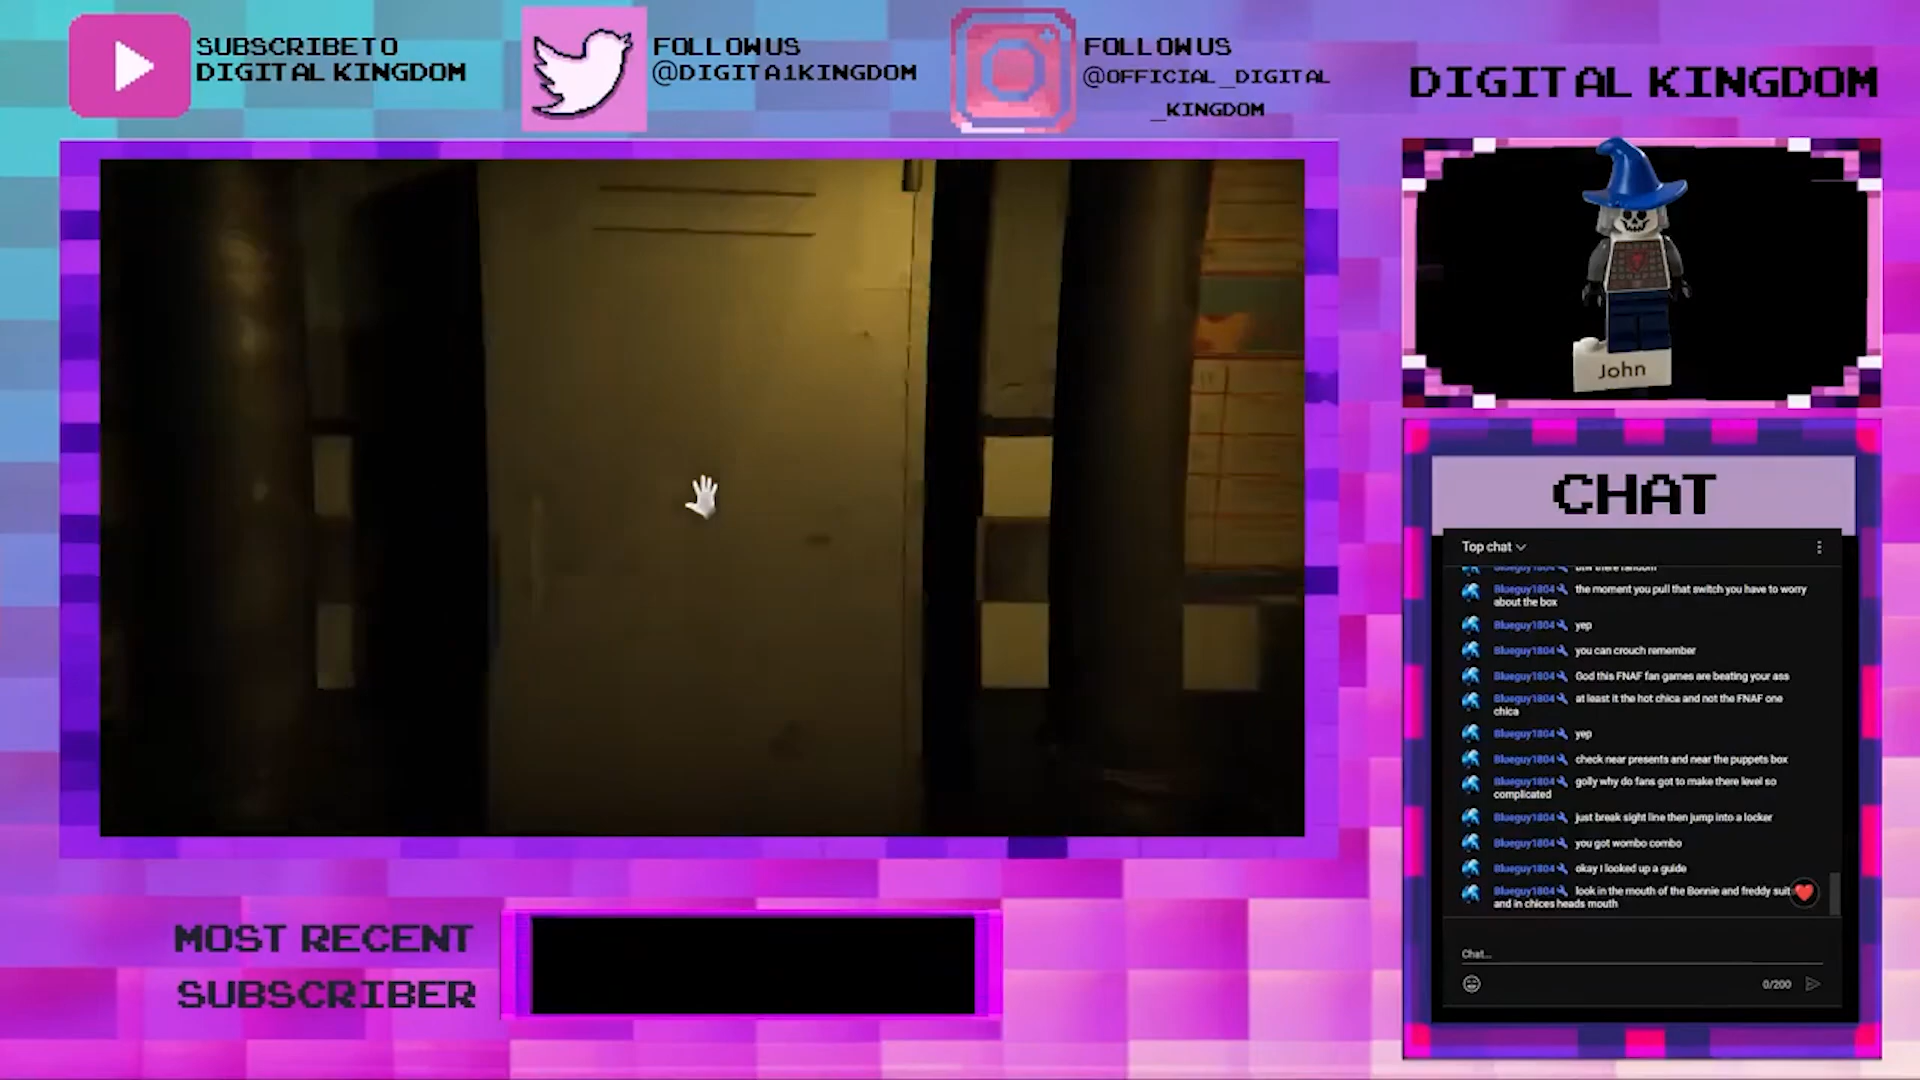 SUBSCRIBE TO
DIGITAL KINGDOM
FOLLOW US
@DIGITA1KINGDOM
FOLLOW US
@OFFICIAL_DIGITAL
_KINGDOM
DIGITAL KINGDOM
John
CHAT
Top chat
Blueguy1804 btw there random
Blueguy1804 the moment you pull that switch you have to worry
about the box
Blueguy1804 yep
Blueguy1804 you can crouch remember
Blueguy1804 God this FNAF fan games are beating your ass
Blueguy1804 at least it the hot chica and not the FNAF one
chica
Blueguy1804 yep
Blueguy1804 check near presents and near the puppets box
Blueguy1804 golly why do fans got to make there level so
complicated
Blueguy1804 just break sight line then jump into a locker
Blueguy1804 you got wombo combo
Blueguy1804 okay I looked up a guide
Blueguy1804 look in the mouth of the Bonnie and freddy suit
and in chices heads mouth
Chat...
0/200
MOST RECENT
SUBSCRIBER